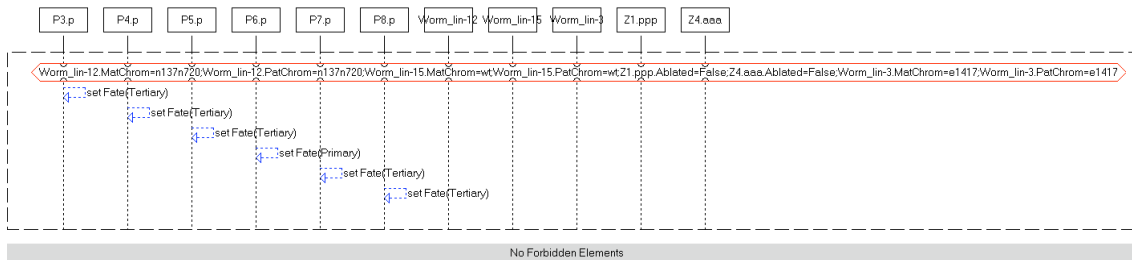 P3.p P4.p P5.p P6.p P7.p P8.p Worm_lin-12 Worm_lin-15 Worm_lin-3 Z1.ppp Z4.aaa
Worm_lin-12.MatChrom=n137n720;Worm_lin-12.PatChrom=n137n720;Worm_lin-15.MatChrom=wt;Worm_lin-15.PatChrom=wt;Z1.ppp.Ablated=False;Z4.aaa.Ablated=False;Worm_lin-3.MatChrom=e1417;Worm_lin-3.PatChrom=e1417
set Fate(Tertiary)
set Fate(Tertiary)
set Fate(Tertiary)
set Fate(Primary)
set Fate(Tertiary)
set Fate(Tertiary)
No Forbidden Elements